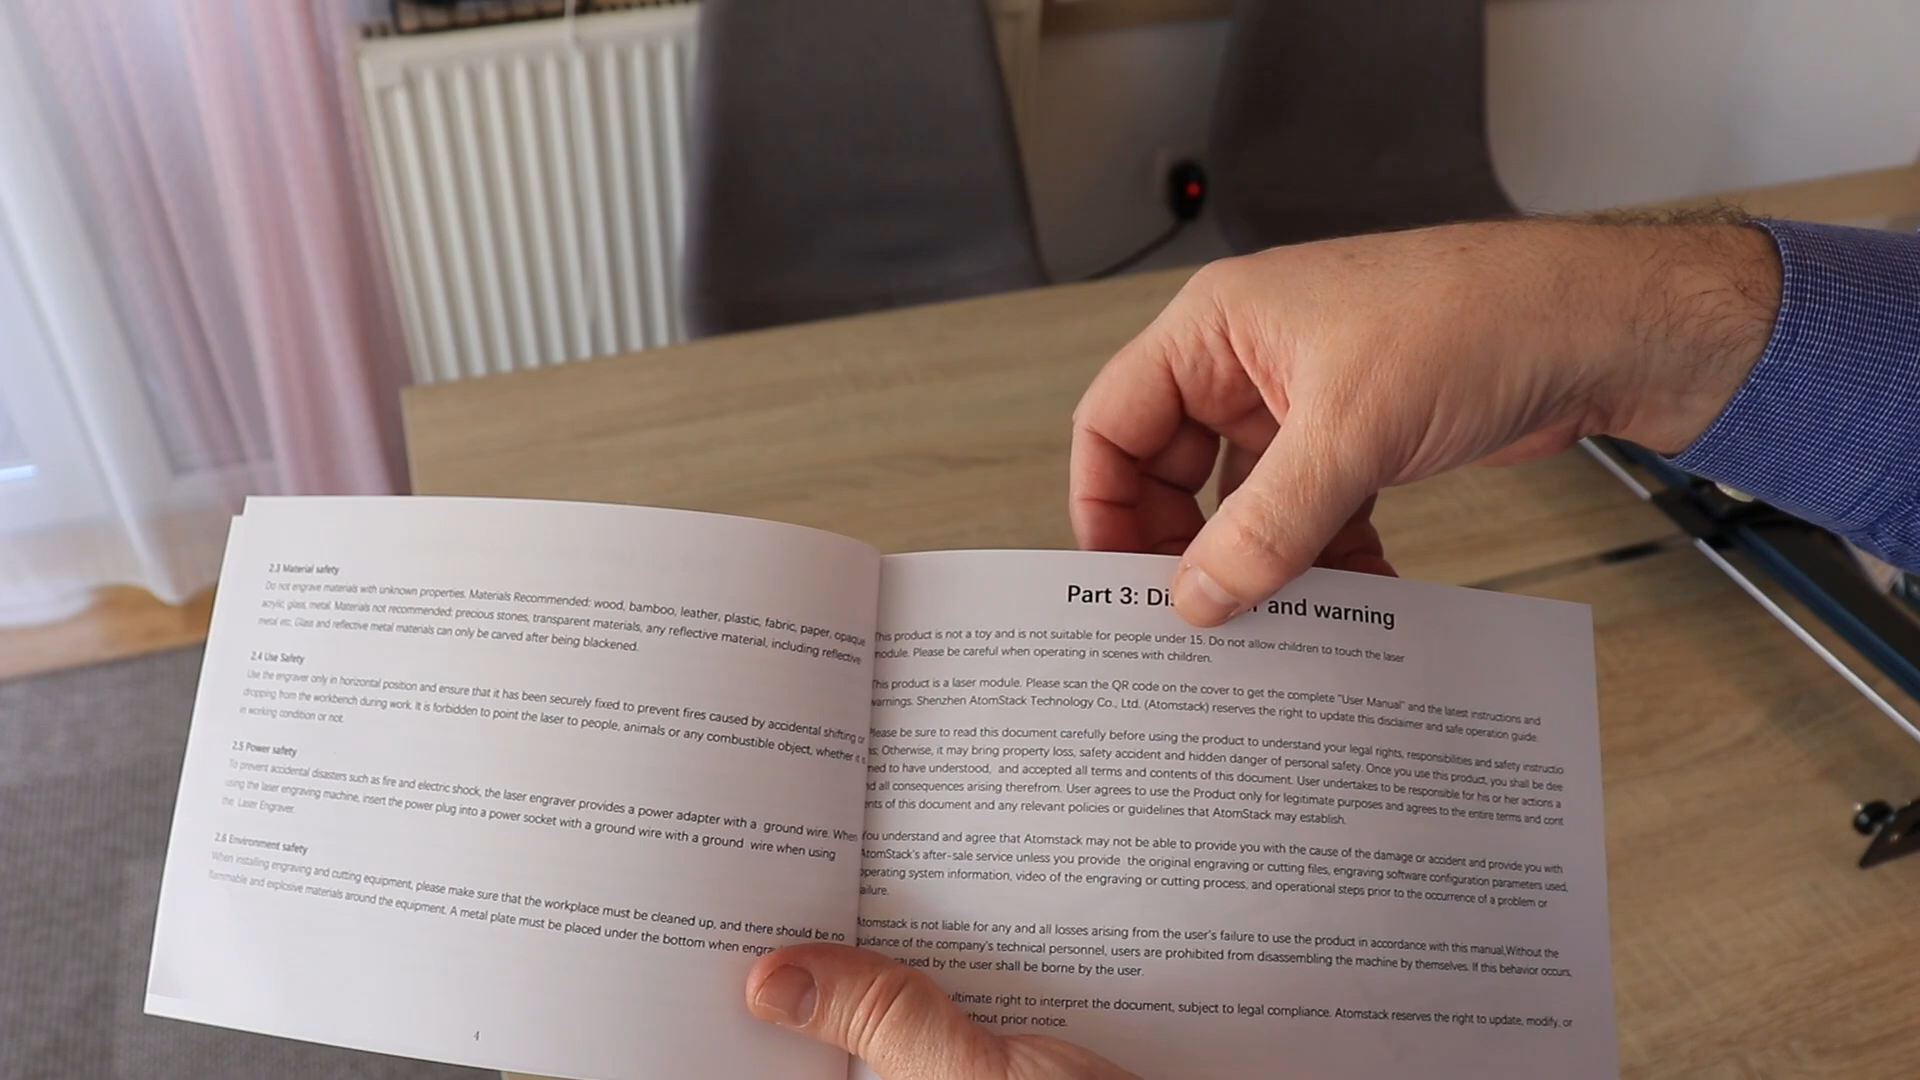 2.3 Material safety
Do not engrave materials with unknown properties. Materials Recommended: wood, bamboo, leather, plastic, fabric, paper, opaque
acrylic, glass, metal. Materials not recommended: precious stones, transparent materials, any reflective material, including reflective
metal etc. Glass and reflective metal materials can only be carved after being blackened.
2.4 Use Safety
Use the engraver only in horizontal position and ensure that it has been securely fixed to prevent fires caused by accidental shifting or
dropping from the workbench during work. It is forbidden to point the laser to people, animals or any combustible object, whether it is
in working condition or not.
2.5 Power safety
To prevent accidental disasters such as fire and electric shock, the laser engraver provides a power adapter with a ground wire. When
using the laser engraving machine, insert the power plug into a power socket with a ground wire with a ground wire when using
the Laser Engraver.
2.6 Environment safety
When installing engraving and cutting equipment, please make sure that the workplace must be cleaned up, and there should be no
flammable and explosive materials around the equipment. A metal plate must be placed under the bottom when
4
Part 3: and warning
This product is not a toy and is not suitable for people under 15. Do not allow children to touch the laser
module. Please be careful when operating in scenes with children.
This product is a laser module. Please scan the QR code on the cover to get the complete "User Manual" and the latest instructions and
warnings. Shenzhen AtomStack Technology Co., Ltd. (Atomstack) reserves the right to update this disclaimer and safe operation guide.
Please be sure to read this document carefully before using the product to understand your legal rights, responsibilities and safety instructio
ns; Otherwise, it may bring property loss, safety accident and hidden danger of personal safety. Once you use this product, you shall be dee
med to have understood, and accepted all terms and contents of this document. User undertakes to be responsible for his or her actions a
nd all consequences arising therefrom. User agrees to use the Product only for legitimate purposes and agrees to the entire terms and cont
ents of this document and any relevant policies or guidelines that AtomStack may establish.
You understand and agree that Atomstack may not be able to provide you with the cause of the damage or accident and provide you with
AtomStack's after-sale service unless you provide the original engraving or cutting files, engraving software configuration parameters used,
operating system information, video of the engraving or cutting process, and operational steps prior to the occurrence of a problem or
failure.
Atomstack is not liable for any and all losses arising from the user's failure to use the product in accordance with this manual.Without the
guidance of the company's technical personnel, users are prohibited from disassembling the machine by themselves. If this behavior occurs,
caused by the user shall be borne by the user.
ultimate right to interpret the document, subject to legal compliance. Atomstack reserves the right to update, modify, or
without prior notice.